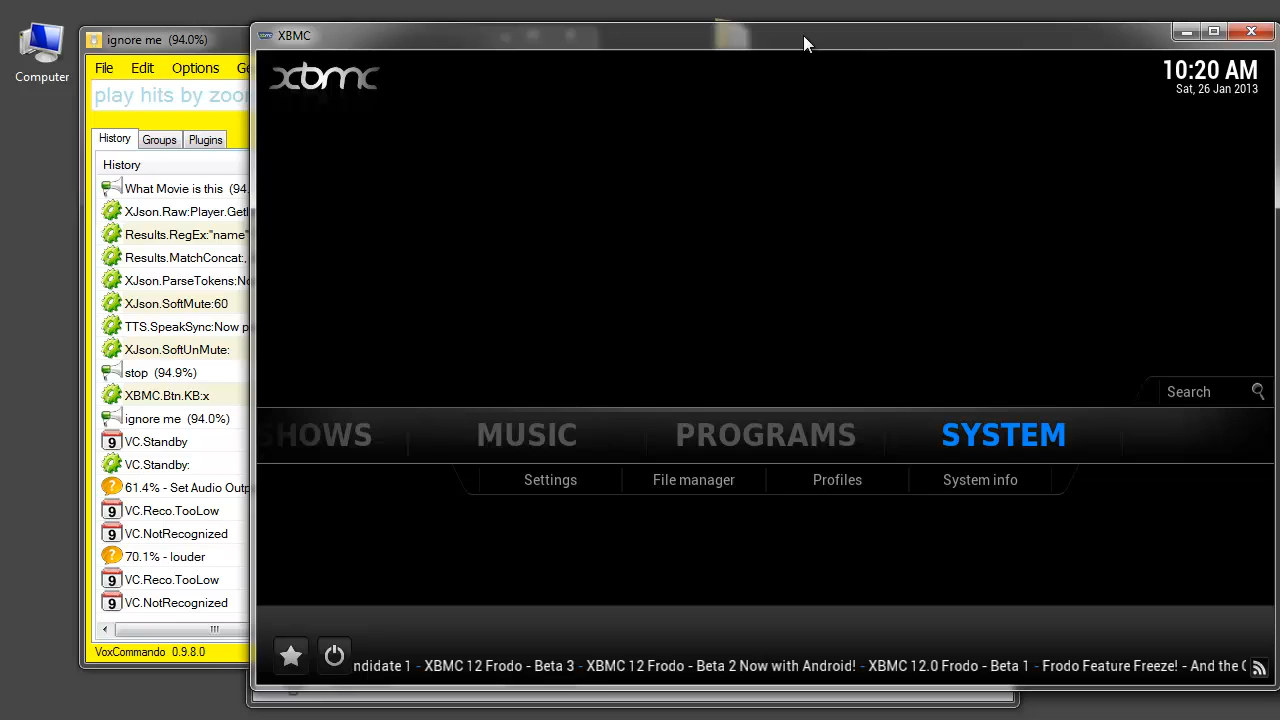 Computer
ignore me (94.0%)
File Edit Options
play hits by
History Groups Plugins
History
What Movie is this (94.
XJson.Raw:Player.Get
Results.RegEx:"name"
Results.MatchConcat:,
XJson.ParseTokens:No
XJson.SoftMute:60
TTS.SpeakSync:Now p
XJson.SoftUnMute:
stop (94.9%)
XBMC.Btn.KB:x
ignore me (94.0%)
VC.Standby
VC.Standby:
61.4% - Set Audio Outp
VC.Reco.TooLow
VC.NotRecognized
70.1% - louder
VC.Reco.TooLow
VC.NotRecognized
VoxCommando 0.9.8.0
XBMC
xbmc
10:20 AM
Sat, 26 Jan 2013
Search
SHOWS MUSIC PROGRAMS SYSTEM
Settings File manager Profiles System info
ndidate 1 - XBMC 12 Frodo - Beta 3 - XBMC 12 Frodo - Beta 2 Now with Android! - XBMC 12.0 Frodo - Beta 1 - Frodo Feature Freeze! - And the